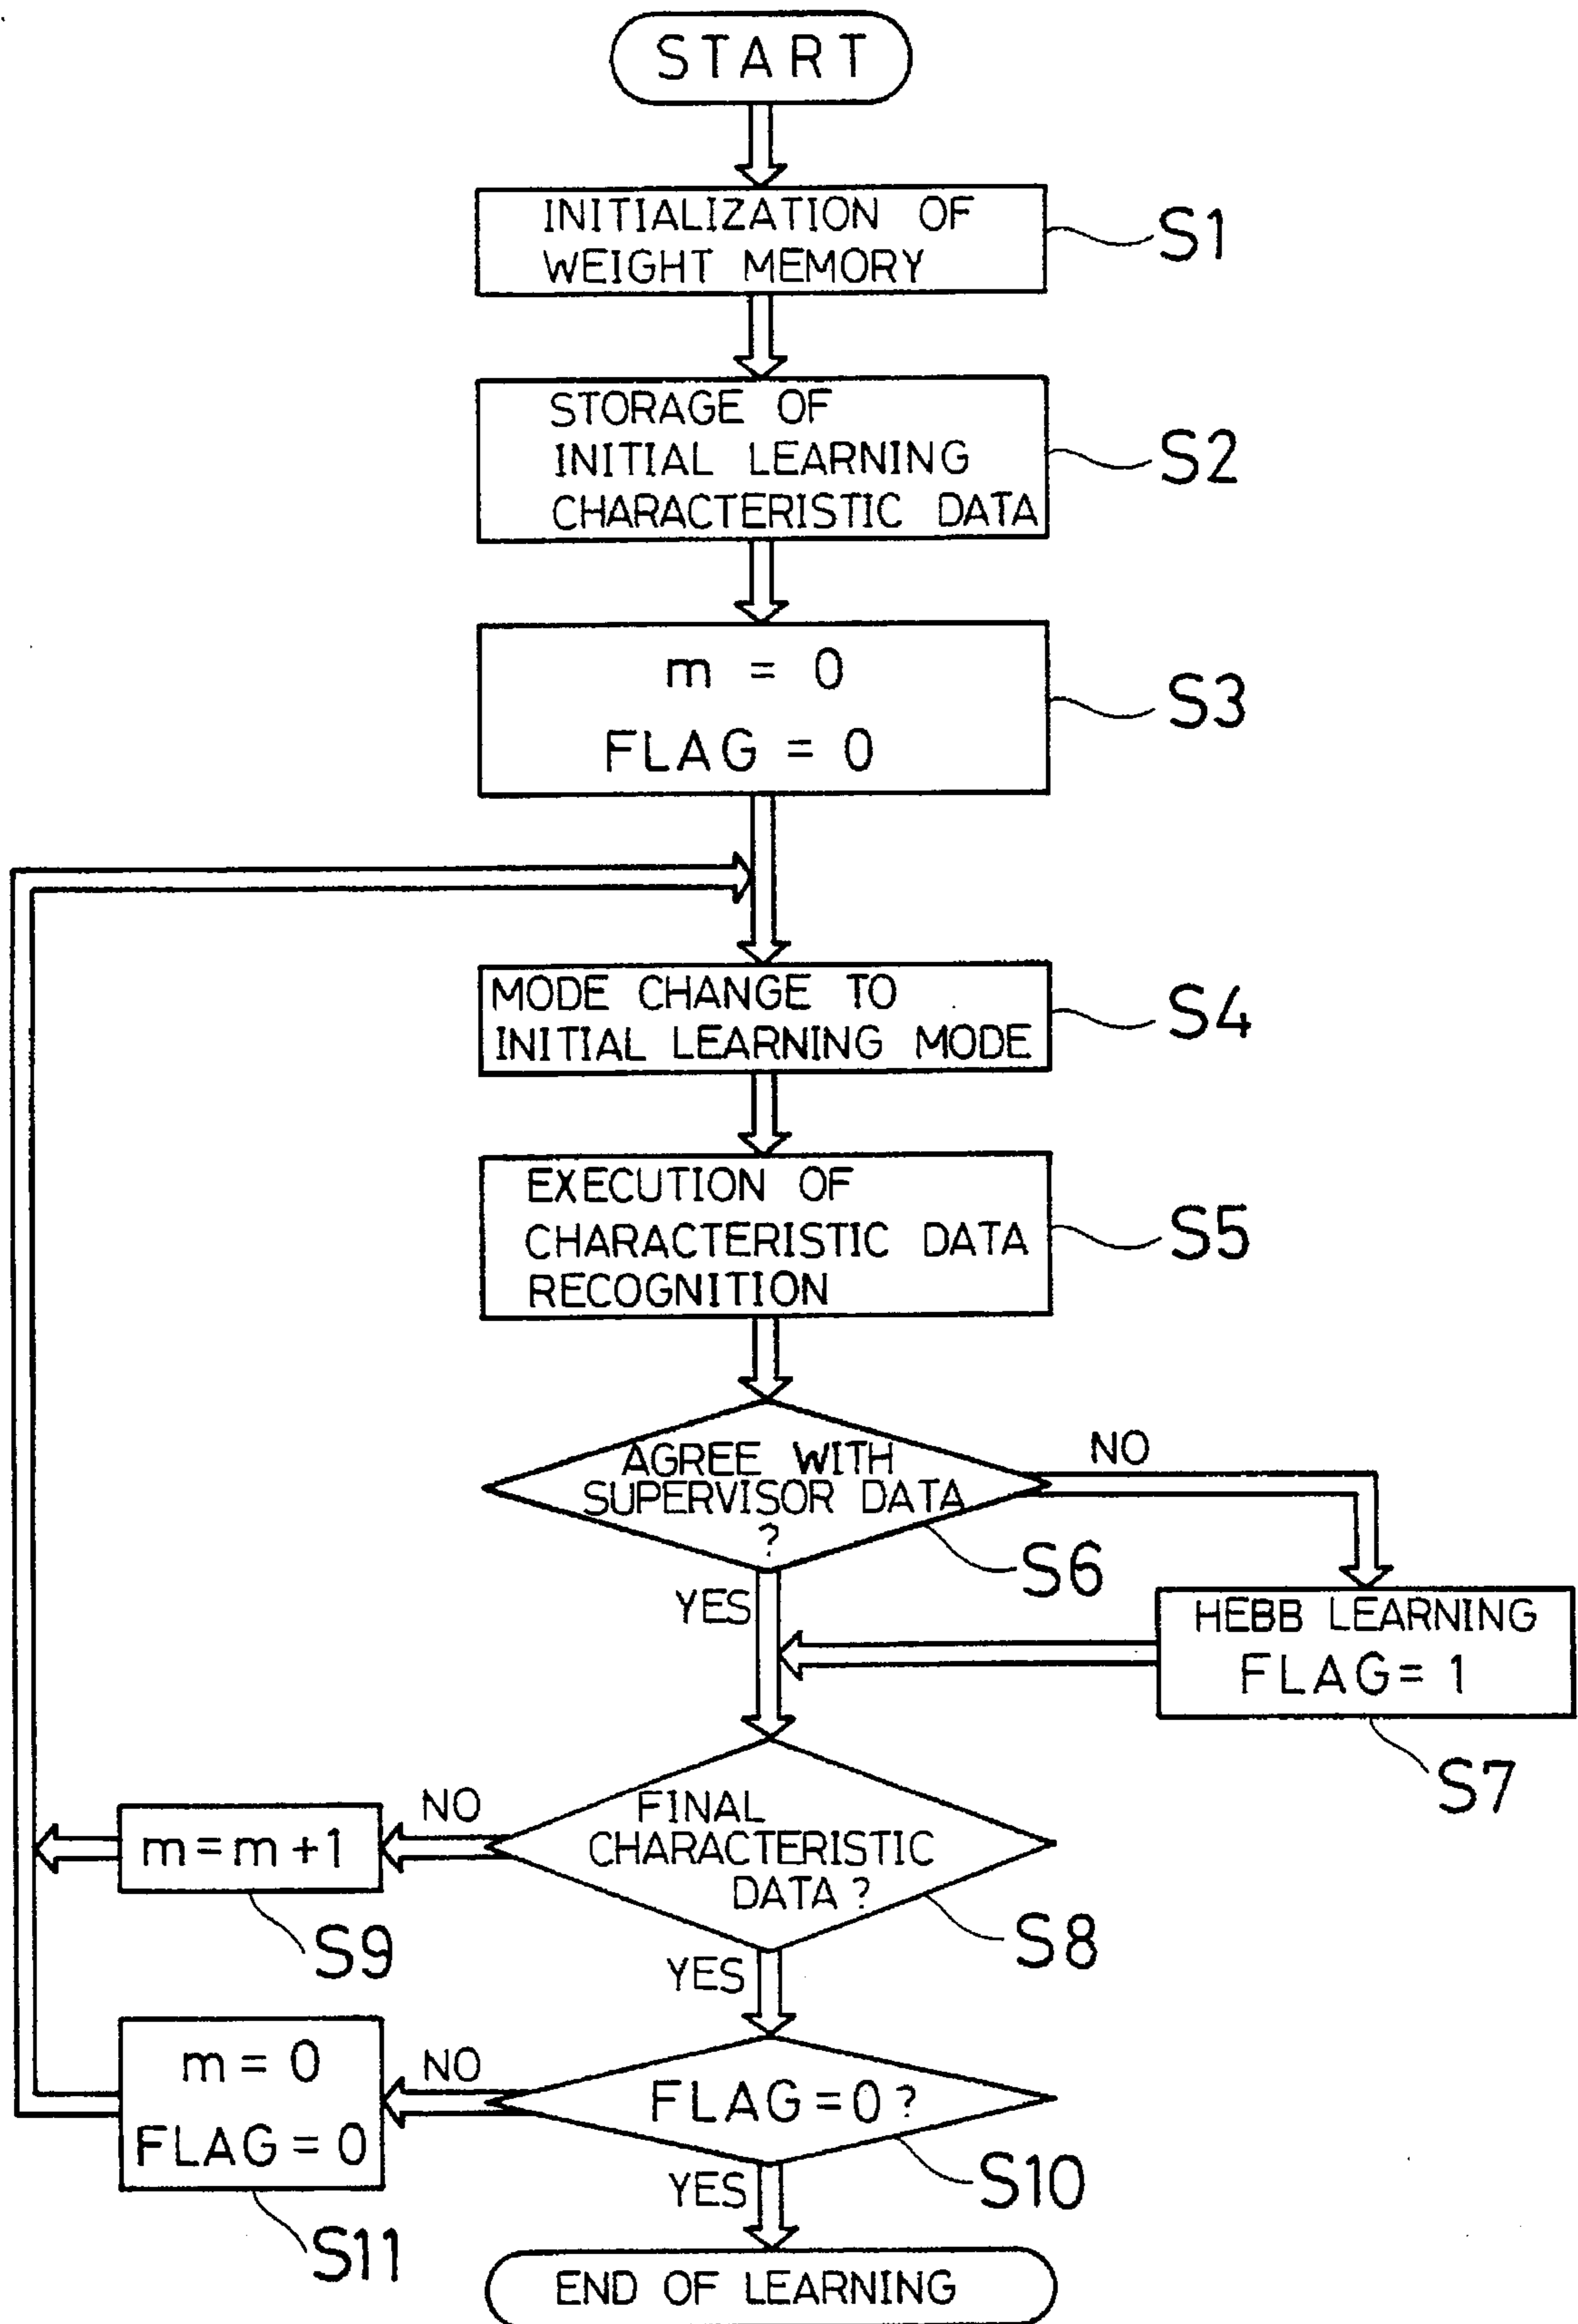 START
INITIALIZATION OF
WEIGHT MEMORY
S1
STORAGE OF
INITIAL LEARNING
CHARACTERISTIC DATA
S2
m = 0
FLAG = 0
S3
MODE CHANGE TO
INITIAL LEARNING MODE
S4
EXECUTION OF
CHARACTERISTIC DATA
RECOGNITION
S5
AGREE WITH
SUPERVISOR DATA
?
S6
NO
YES
HEBB LEARNING
FLAG = 1
S7
FINAL
CHARACTERISTIC
DATA ?
S8
NO
m = m + 1
S9
YES
FLAG = 0 ?
S10
NO
m = 0
FLAG = 0
S11
YES
END OF LEARNING